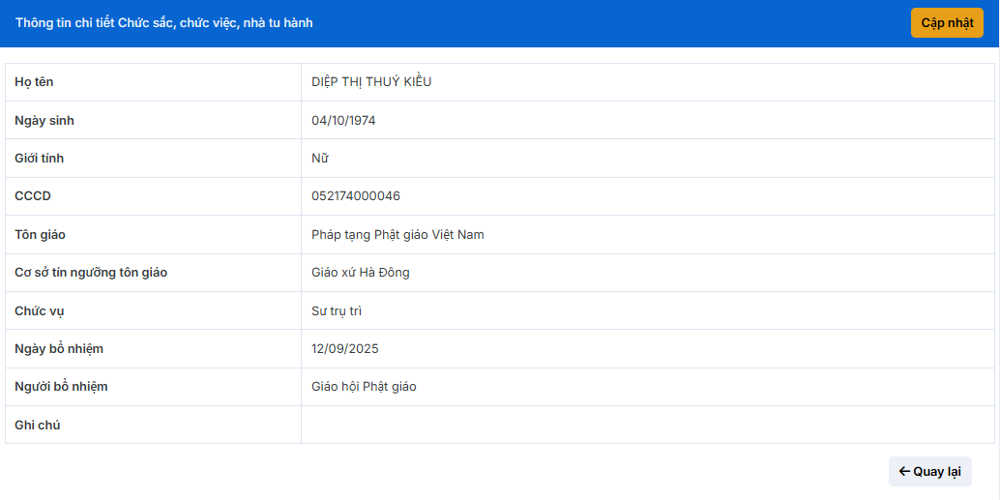 Thông tin chi tiết Chức sắc, chức việc, nhà tu hành
Cập nhật
Họ tên DIỆP THỊ THUÝ KIỀU
Ngày sinh 04/10/1974
Giới tính Nữ
CCCD 052174000046
Tôn giáo Pháp tạng Phật giáo Việt Nam
Cơ sở tín ngưỡng tôn giáo Giáo xứ Hà Đông
Chức vụ Sư trụ trì
Ngày bổ nhiệm 12/09/2025
Người bổ nhiệm Giáo hội Phật giáo
Ghi chú
← Quay lại